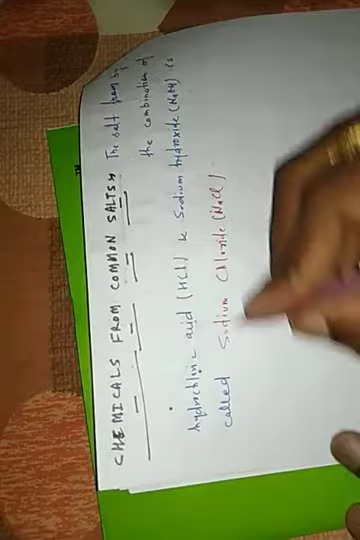 CHEMICALS FROM COMMON SALTS⇒ The salt from by
the combination of
hydrochloric acid (HCl) & Sodium hydroxide (NaOH) is
called Sodium Chloride (NaCl)